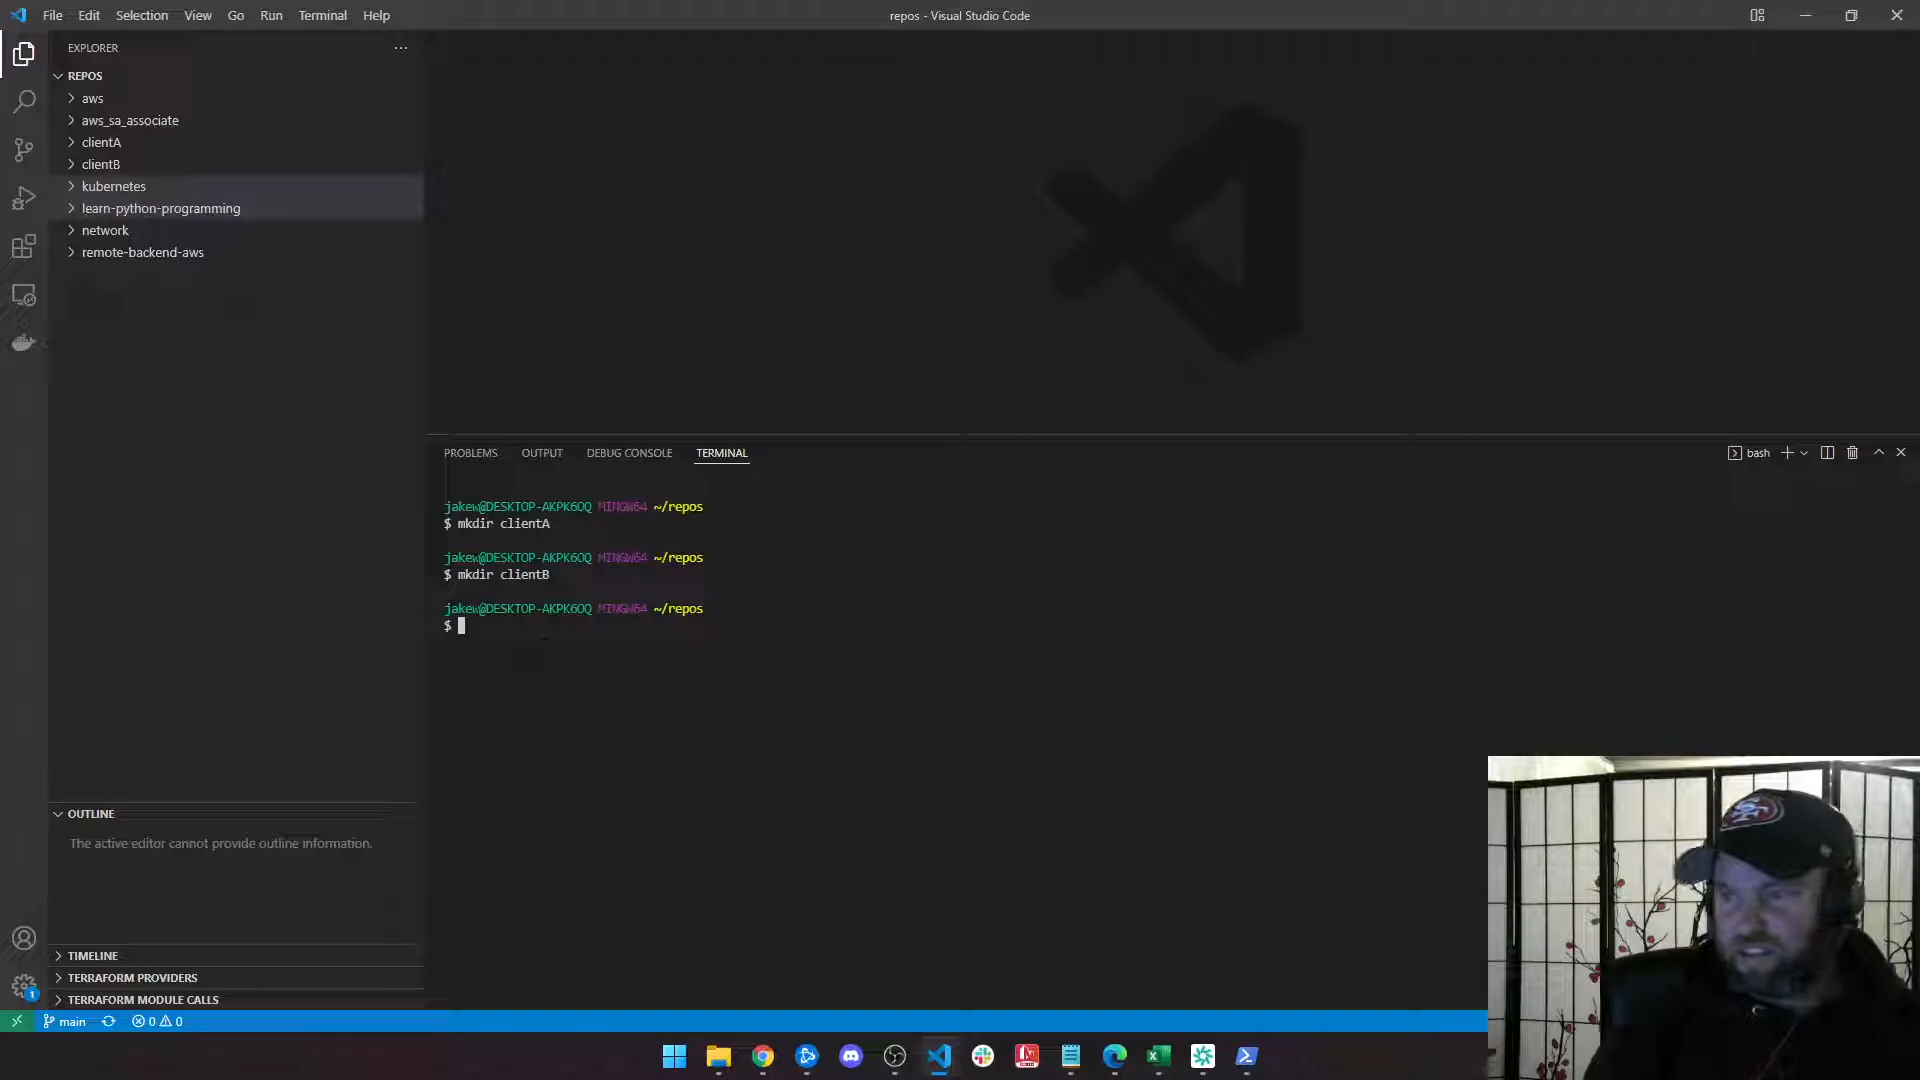 File Edit Selection View Go Run Terminal Help
repos - Visual Studio Code
EXPLORER
REPOS
aws
aws_sa_associate
clientA
clientB
kubernetes
learn-python-programming
network
remote-backend-aws
PROBLEMS OUTPUT DEBUG CONSOLE TERMINAL
bash
jakew@DESKTOP-AKPK6OQ MINGW64 ~/repos
$ mkdir clientA
jakew@DESKTOP-AKPK6OQ MINGW64 ~/repos
$ mkdir clientB
jakew@DESKTOP-AKPK6OQ MINGW64 ~/repos
$
OUTLINE
The active editor cannot provide outline information.
TIMELINE
TERRAFORM PROVIDERS
TERRAFORM MODULE CALLS
1
main 0 0
SF